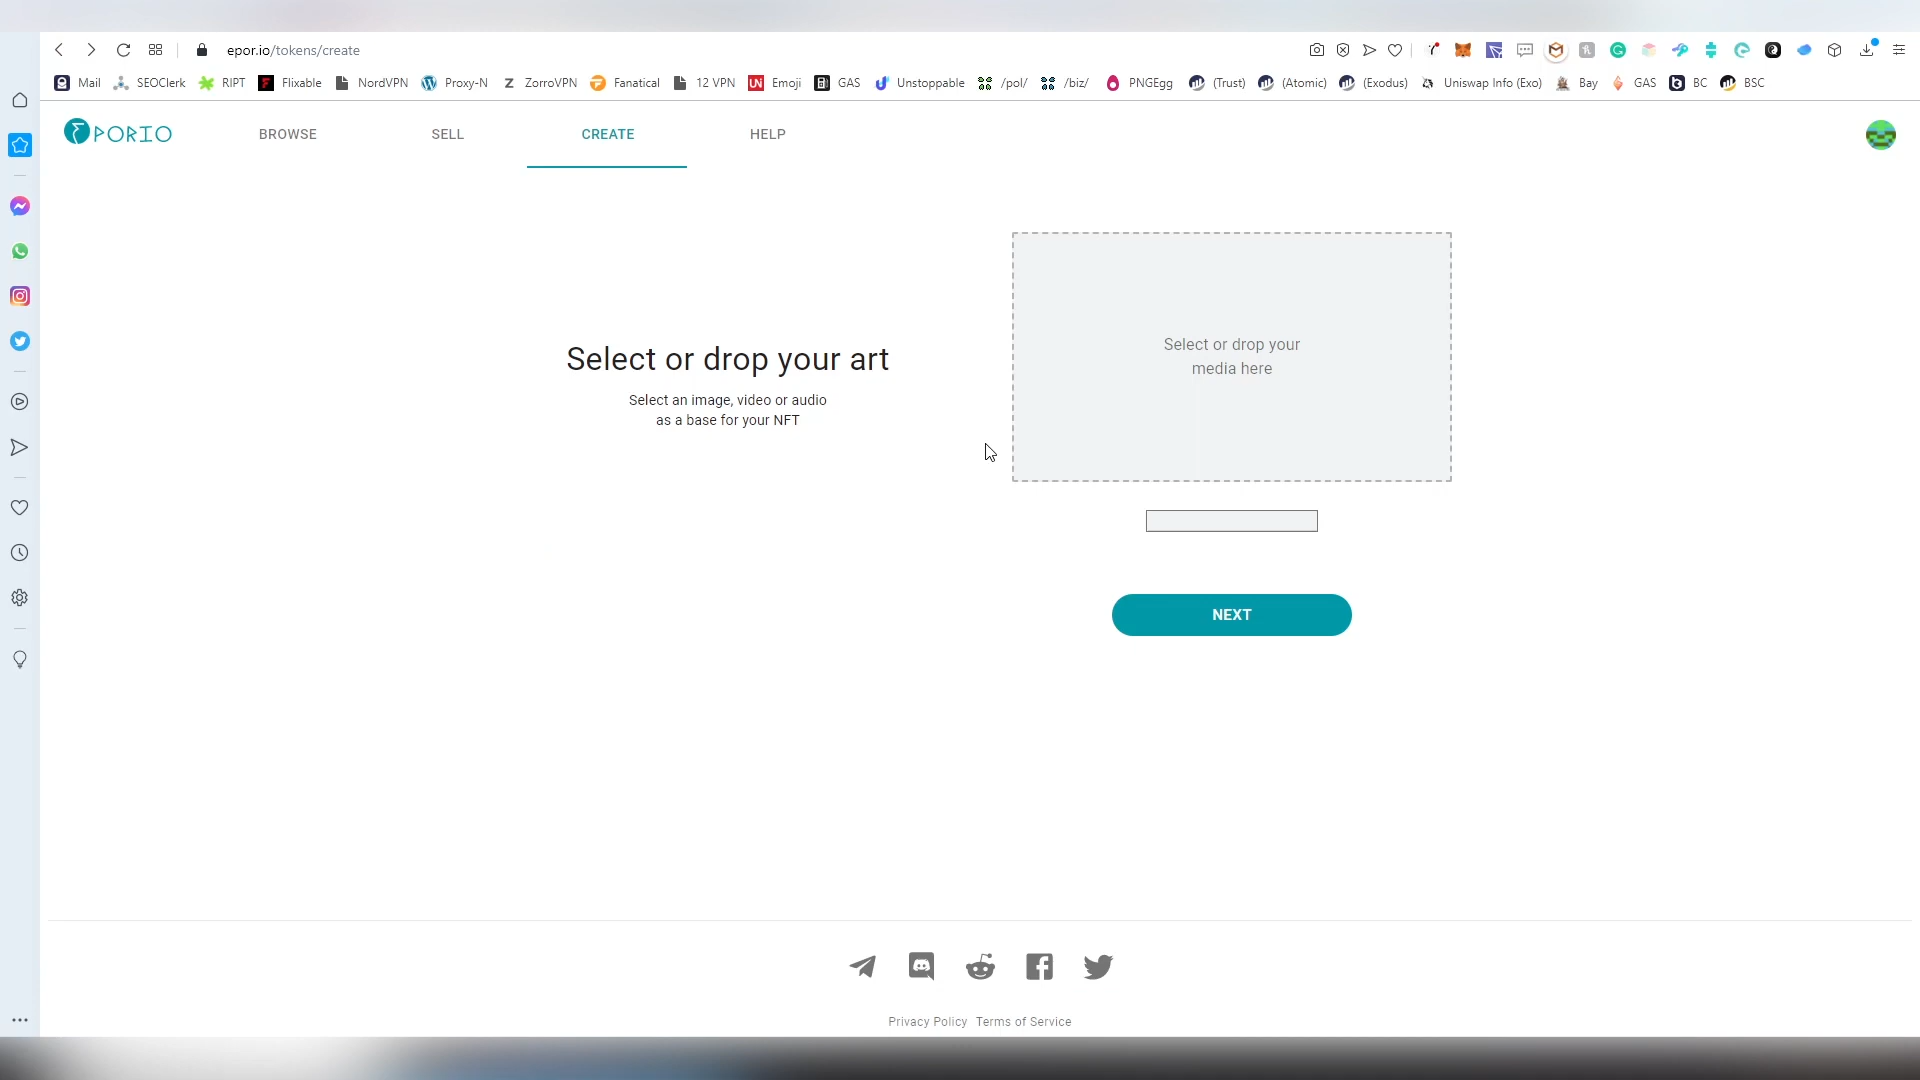 epor.io/tokens/create
Mail SEOClerk RIPT Flixable NordVPN Proxy-N Z ZorroVPN Fanatical 12 VPN UN Emoji GAS Unstoppable /pol/ /biz/ PNGEgg (Trust) (Atomic) (Exodus) Uniswap Info (Exo) Bay GAS BC BSC
PORIO BROWSE SELL CREATE HELP
Select or drop your art
Select an image, video or audio
as a base for your NFT
Select or drop your
media here
NEXT
Privacy Policy Terms of Service